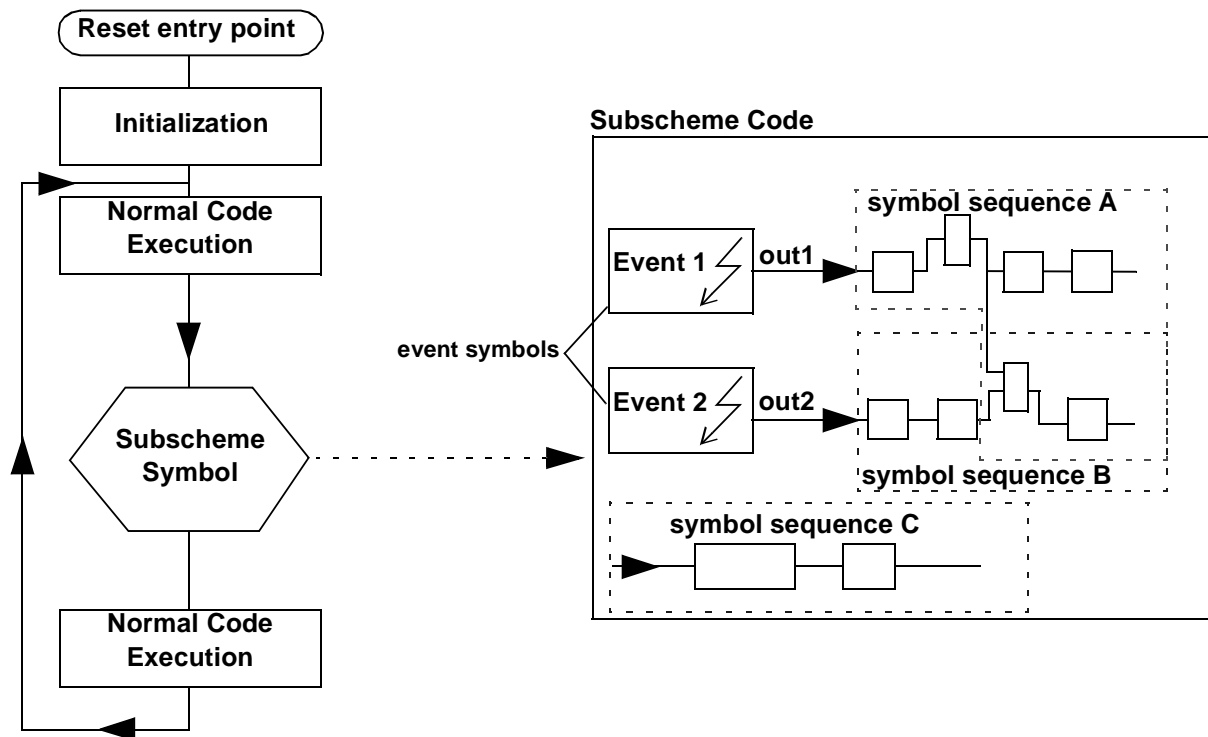 Reset entry point
Initialization
Normal Code
Execution
Subscheme
Symbol
Normal Code
Execution
Subscheme Code
symbol sequence A
Event 1
out1
event symbols
Event 2
out2
symbol sequence B
symbol sequence C